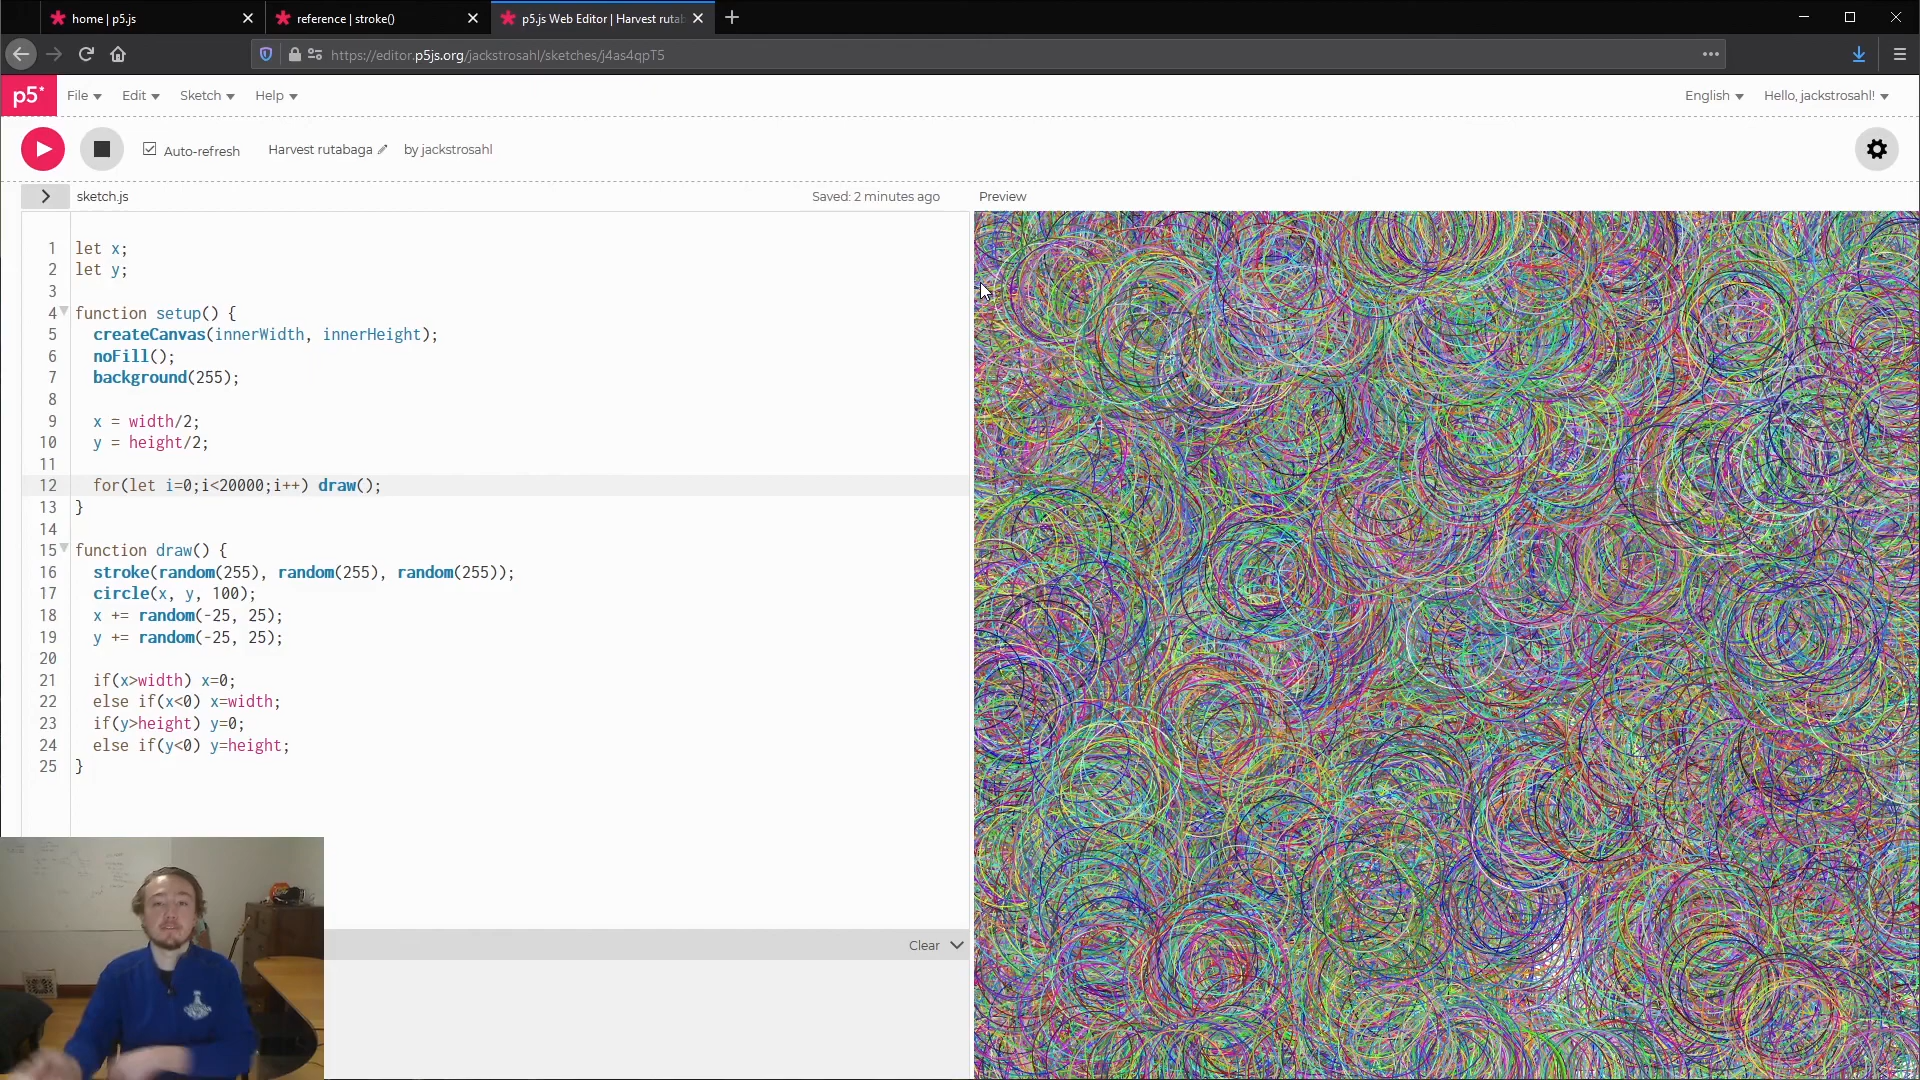 home | p5.js
reference | stroke()
p5.js Web Editor | Harvest rutab
https://editor.p5js.org/jackstrosahl/sketches/j4as4qpT5
p5*
File
Edit
Sketch
Help
English
Hello, jackstrosahl!
Auto-refresh
Harvest rutabaga
by jackstrosahl
sketch.js
Saved: 2 minutes ago
Preview
1 let x;
2 let y;
3
4 function setup() {
5 createCanvas(innerWidth, innerHeight);
6 noFill();
7 background(255);
8
9 x = width/2;
10 y = height/2;
11
12 for(let i=0;i<20000;i++) draw();
13 }
14
15 function draw() {
16 stroke(random(255), random(255), random(255));
17 circle(x, y, 100);
18 x += random(-25, 25);
19 y += random(-25, 25);
20
21 if(x>width) x=0;
22 else if(x<0) x=width;
23 if(y>height) y=0;
24 else if(y<0) y=height;
25 }
Clear